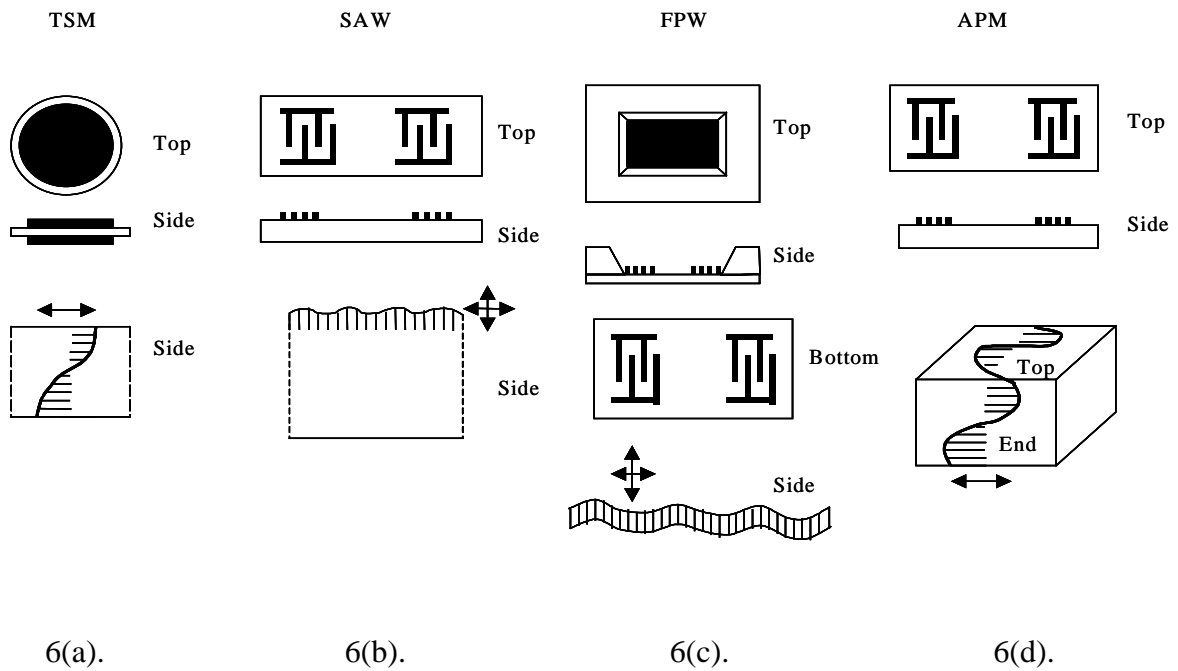 TSM SAW FPW APM
Top Top Top Top
Side Side Side Side
Side Side Bottom Top
End
Side
6(a). 6(b). 6(c). 6(d).